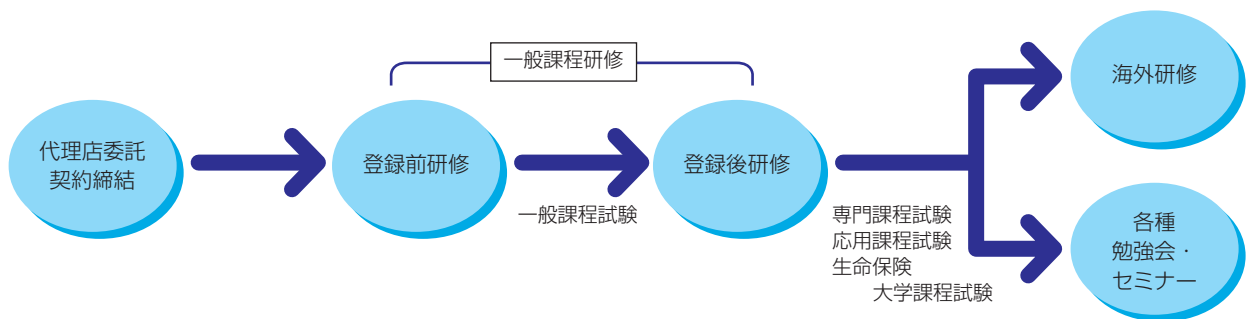 一般課程研修
代理店委託
契約締結
登録前研修
一般課程試験
登録後研修
専門課程試験
応用課程試験
生命保険
大学課程試験
海外研修
各種
勉強会・
セミナー